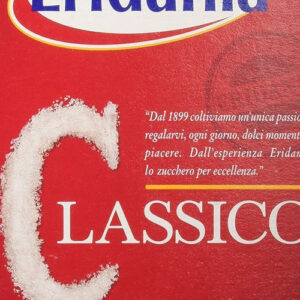 Eridania
"Dal 1899 coltiviamo un'unica passio
regalarvi, ogni giorno, dolci moment
piacere. Dall'esperienza Eridan
lo zucchero per eccellenza."
CLASSICO